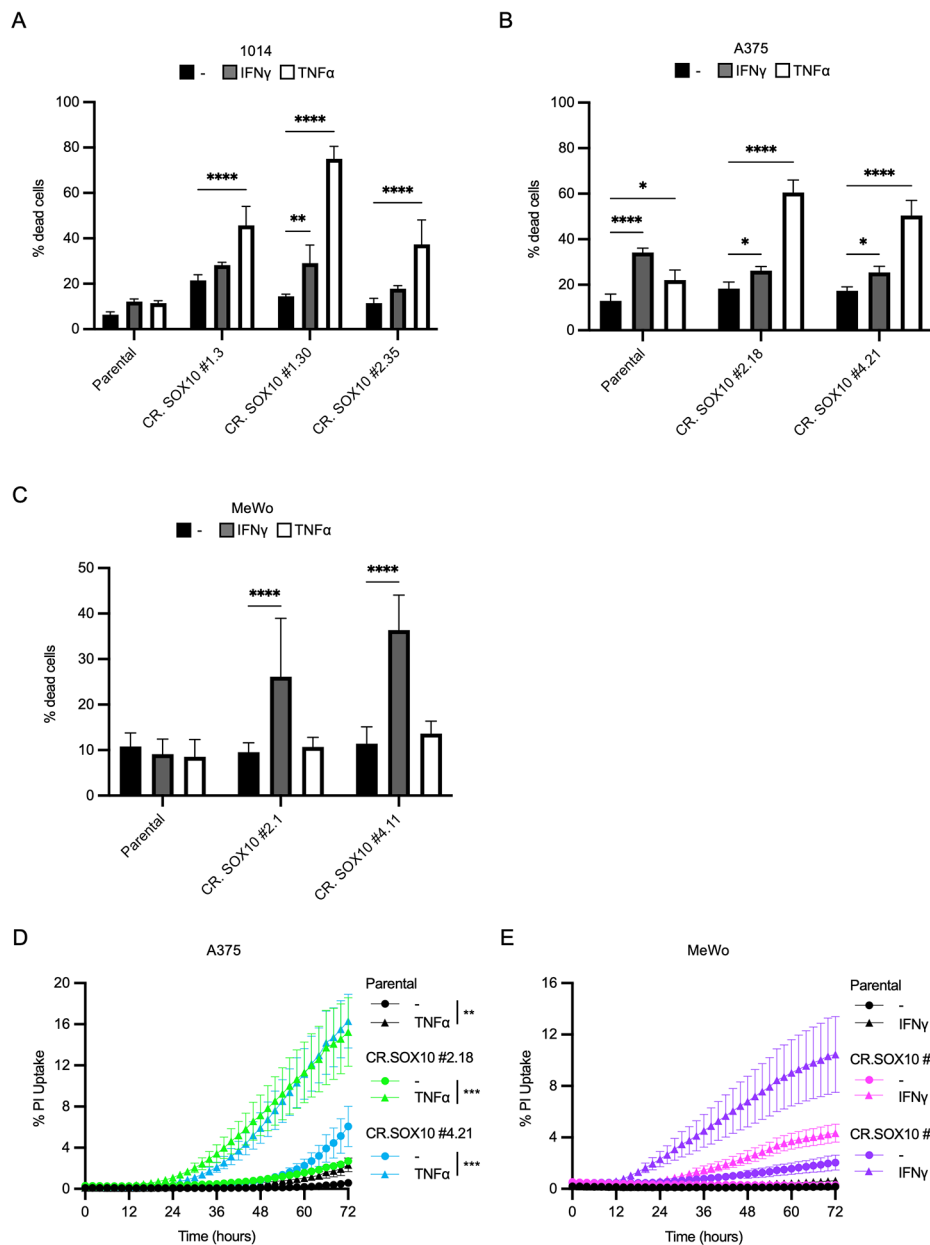 A
1014
- IFNγ TNFα
% dead cells
100
80
60
40
20
0
****
**
****
****
Parental
CR. SOX10 #1.3
CR. SOX10 #1.30
CR. SOX10 #2.35
B
A375
- IFNγ TNFα
% dead cells
100
80
60
40
20
0
*
****
****
*
****
*
Parental
CR. SOX10 #2.18
CR. SOX10 #4.21
C
MeWo
- IFNγ TNFα
% dead cells
50
40
30
20
10
0
****
****
Parental
CR. SOX10 #2.1
CR. SOX10 #4.11
D
A375
% PI Uptake
20
16
12
8
4
0
0 12 24 36 48 60 72
Time (hours)
Parental
-
TNFα
**
CR.SOX10 #2.18
-
TNFα
***
CR.SOX10 #4.21
-
TNFα
***
E
MeWo
% PI Uptake
16
12
8
4
0
0 12 24 36 48 60 72
Time (hours)
Parental
-
IFNγ
CR.SOX10 #
-
IFNγ
CR.SOX10 #
-
IFNγ